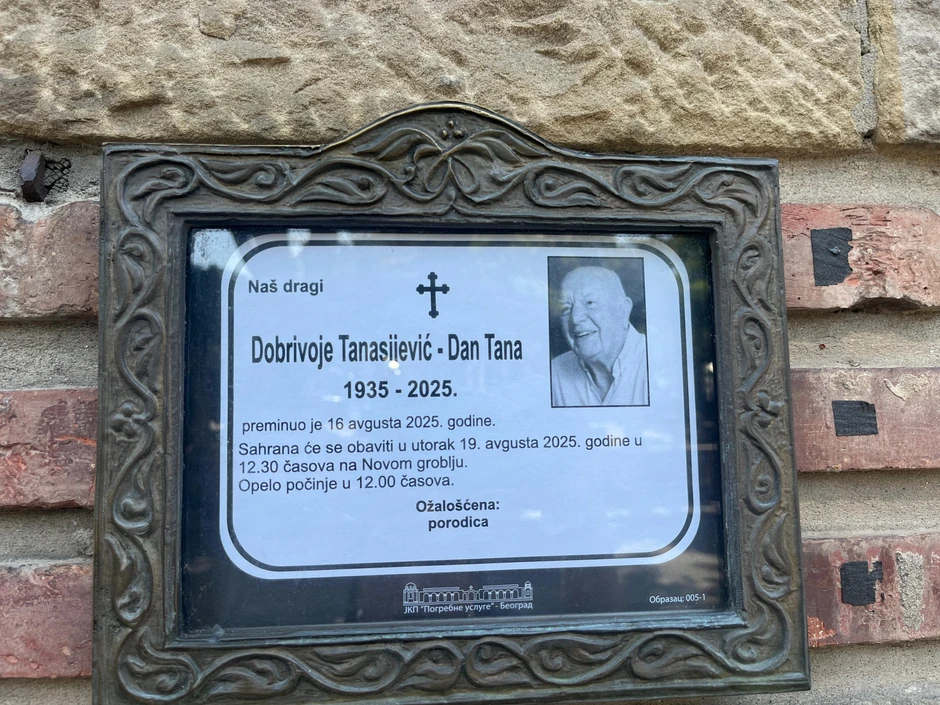 Naš dragi
Dobrivoje Tanasijević - Dan Tana
1935 - 2025.
preminuo je 16 avgusta 2025. godine.
Sahrana će se obaviti u utorak 19. avgusta 2025. godine u
12.30 časova na Novom groblju.
Opelo počinje u 12.00 časova.
Ožalošćena:
porodica
ЈКП "Погребне услуге" - Београд
Образац: 005-1